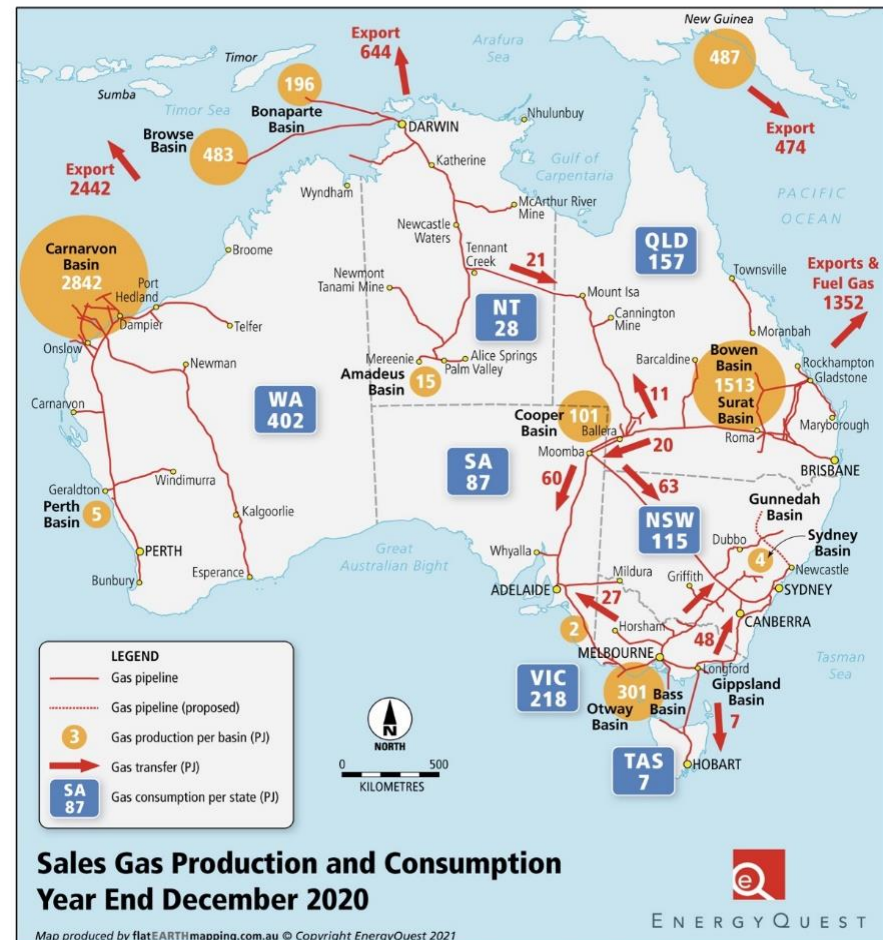 New Guinea
Export
644
Arafura
Sea
Timor
487
196
Sumba
Timor Sea
Bonaparte
Basin
Nhulunbuy
DARWIN
Export
474
Browse
Basin
483
Export
2442
Katherine
Gulf of
Carpentaria
PACIFIC
OCEAN
Wyndham
McArthur River
Mine
Newcastle
Waters
Carnarvon
Basin
2842
Broome
QLD
157
Exports &
Fuel Gas
1352
Tennant
Creek
21
Townsville
Port
Hedland
Newmont
Tanami Mine
Mount Isa
Dampier
Telfer
NT
28
Cannington
Mine
Moranbah
Onslow
Newman
Mereenie
Alice Springs
Palm Valley
Barcaldine
Bowen
Basin
1513
Surat
Basin
Rockhampton
Gladstone
Amadeus
Basin
15
WA
402
11
Carnarvon
Cooper
Basin
101
Ballera
Maryborough
Roma
20
Moomba
BRISBANE
SA
87
60
63
Windimurra
Geraldton
Gunnedah
Basin
Perth
Basin
5
Kalgoorlie
NSW
115
Sydney
Basin
Dubbo
4
PERTH
Great
Australian Bight
Whyalla
Newcastle
Bunbury
Esperance
Mildura
Griffith
ADELAIDE
SYDNEY
27
CANBERRA
2
Horsham
48
MELBOURNE
Tasman
Sea
VIC
218
Longford
Gippsland
Basin
301
Bass
Basin
Otway
Basin
7
TAS
7
HOBART
LEGEND
Gas pipeline
Gas pipeline (proposed)
3
Gas production per basin (PJ)
Gas transfer (PJ)
SA
87
Gas consumption per state (PJ)
N
NORTH
0 500
KILOMETRES
Sales Gas Production and Consumption
Year End December 2020
e
ENERGYQUEST
Map produced by flatEARTHmapping.com.au © Copyright EnergyQuest 2021